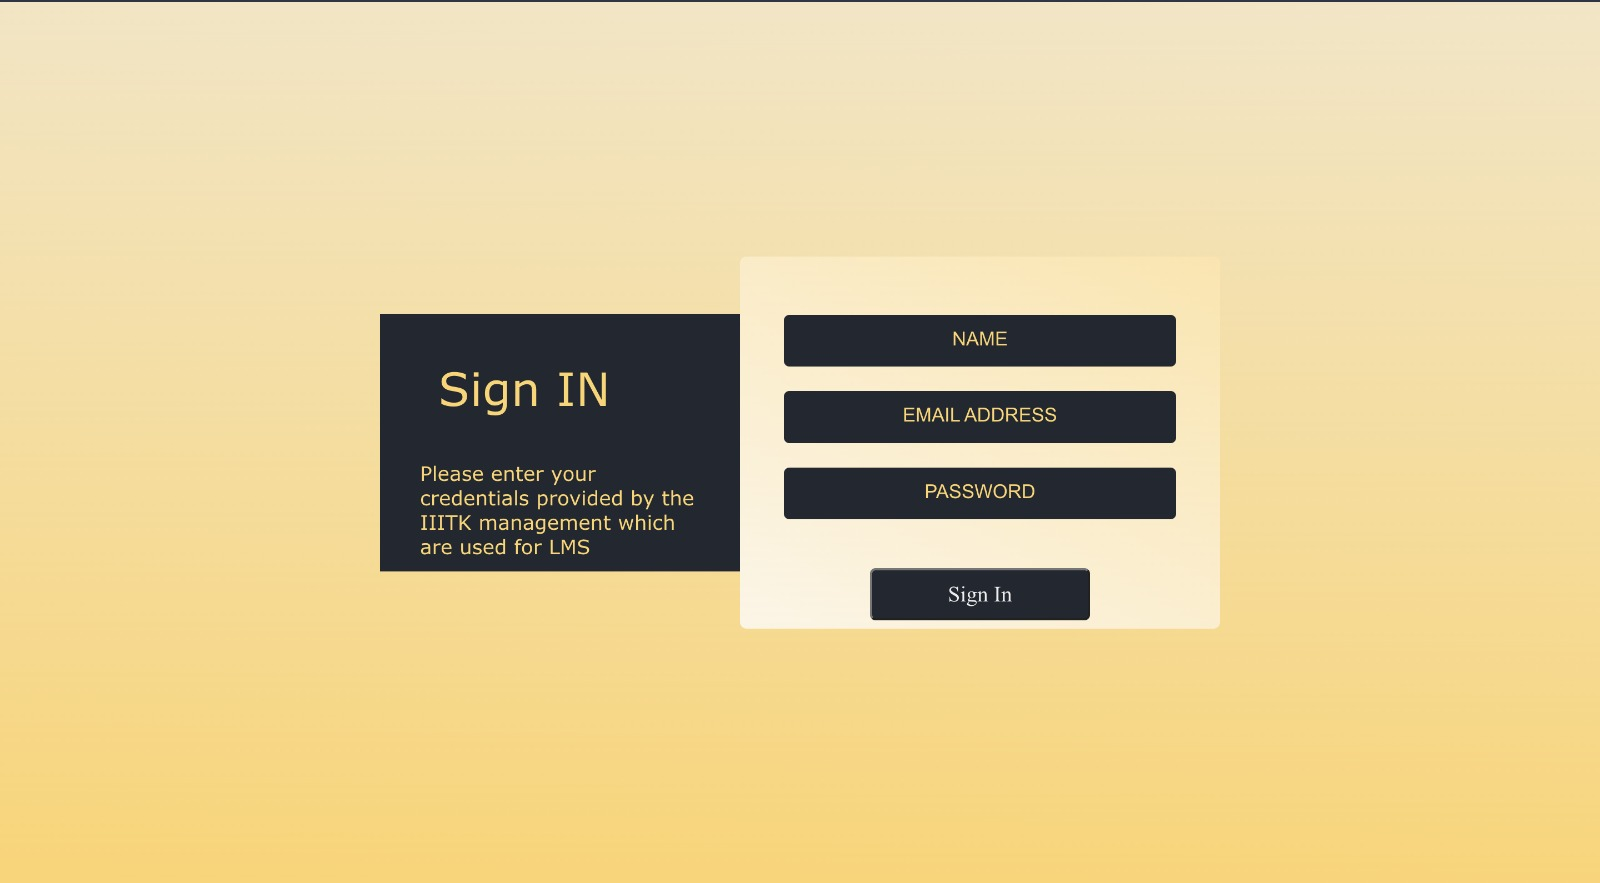 Sign IN
Please enter your
credentials provided by the
IIITK management which
are used for LMS
NAME
EMAIL ADDRESS
PASSWORD
Sign In